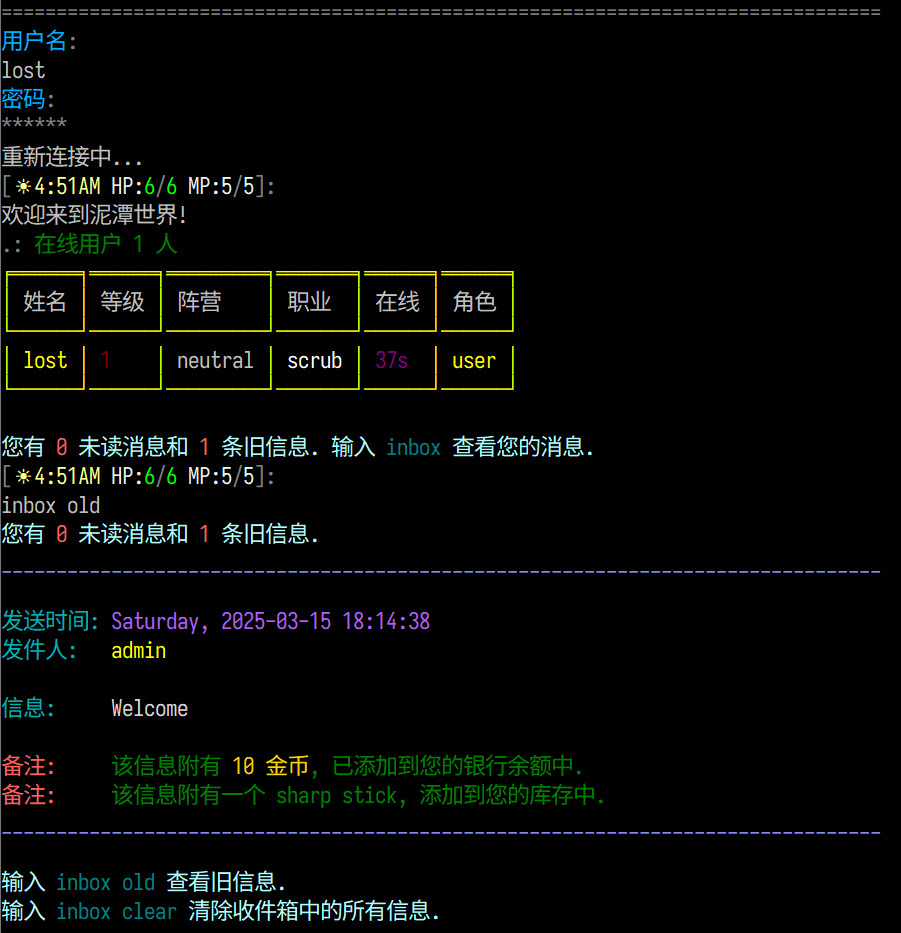 用户名:
lost
密码:
******
重新连接中...
[☀4:51AM HP:6/6 MP:5/5]:
欢迎来到泥潭世界!
.: 在线用户 1 人
姓名 等级 阵营 职业 在线 角色
lost 1 neutral scrub 37s user
您有 0 未读消息和 1 条旧信息. 输入 inbox 查看您的消息.
[☀4:51AM HP:6/6 MP:5/5]:
inbox old
您有 0 未读消息和 1 条旧信息.
发送时间: Saturday, 2025-03-15 18:14:38
发件人: admin
信息: Welcome
备注: 该信息附有 10 金币, 已添加到您的银行余额中.
备注: 该信息附有一个 sharp stick, 添加到您的库存中.
输入 inbox old 查看旧信息.
输入 inbox clear 清除收件箱中的所有信息.